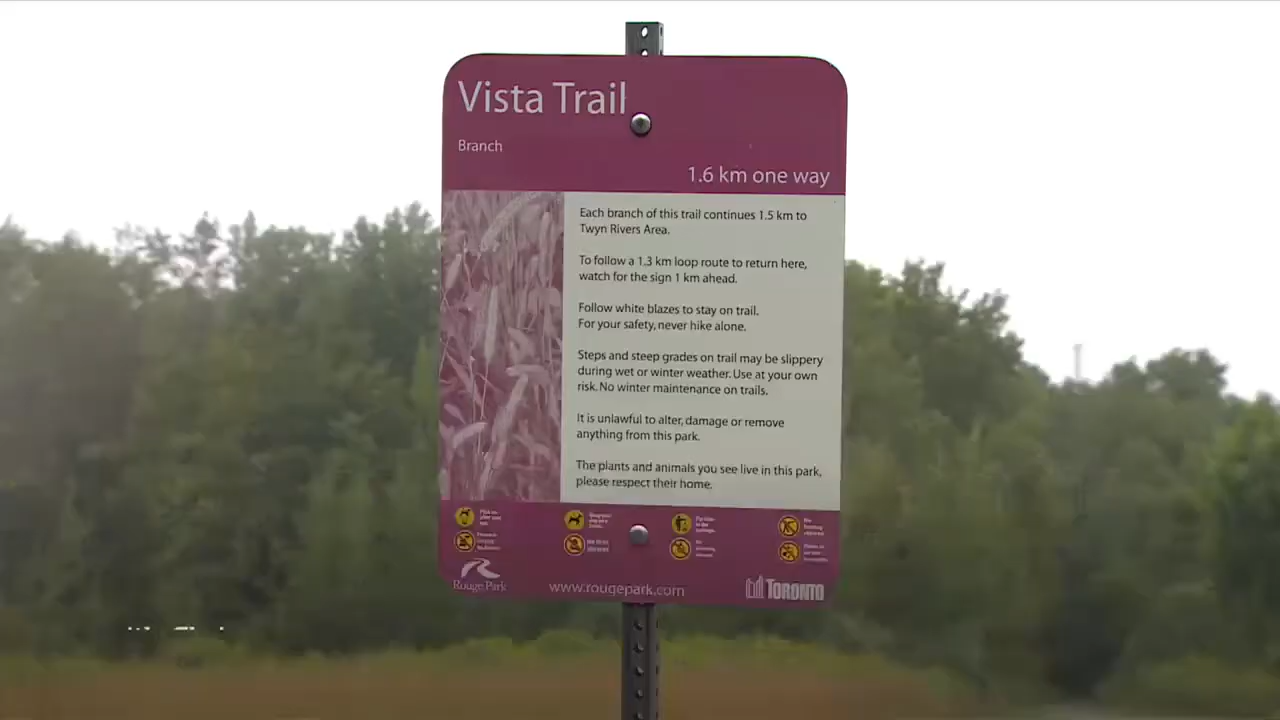 Vista Trail
Branch
1.6 km one way
Each branch of this trail continues 1.5 km to
Twyn Rivers Area.
To follow a 1.3 km loop route to return here,
watch for the sign 1 km ahead.
Follow white blazes to stay on trail.
For your safety, never hike alone.
Steps and steep grades on trail may be slippery
during wet or winter weather. Use at your own
risk. No winter maintenance on trails.
It is unlawful to alter, damage or remove
anything from this park.
The plants and animals you see live in this park,
please respect their home.
Rouge Park
www.rougepark.com
TORONTO